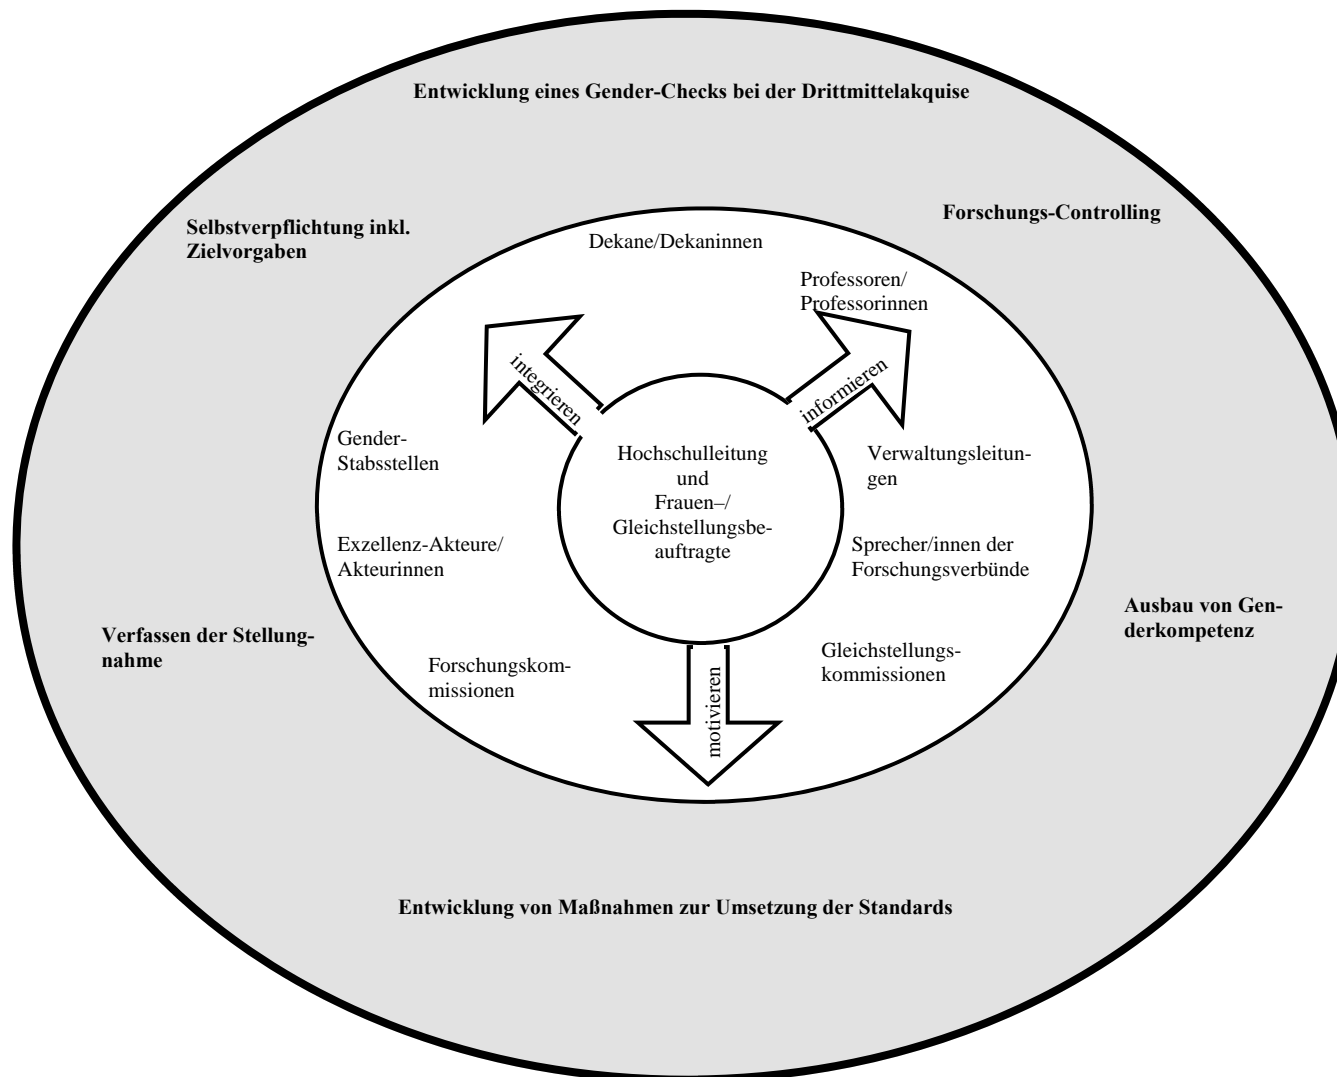 Entwicklung eines Gender-Checks bei der Drittmittelakquise
Selbstverpflichtung inkl.
Zielvorgaben
Forschungs-Controlling
Dekane/Dekaninnen
Professoren/
Professorinnen
integrieren
informieren
Gender-
Stabsstellen
Hochschulleitung
und
Frauen–/
Gleichstellungsbe-
auftragte
Verwaltungsleitun-
gen
Exzellenz-Akteure/
Akteurinnen
Sprecher/innen der
Forschungsverbünde
Verfassen der Stellung-
nahme
Ausbau von Gen-
derkompetenz
Forschungskom-
missionen
motivieren
Gleichstellungs-
kommissionen
Entwicklung von Maßnahmen zur Umsetzung der Standards